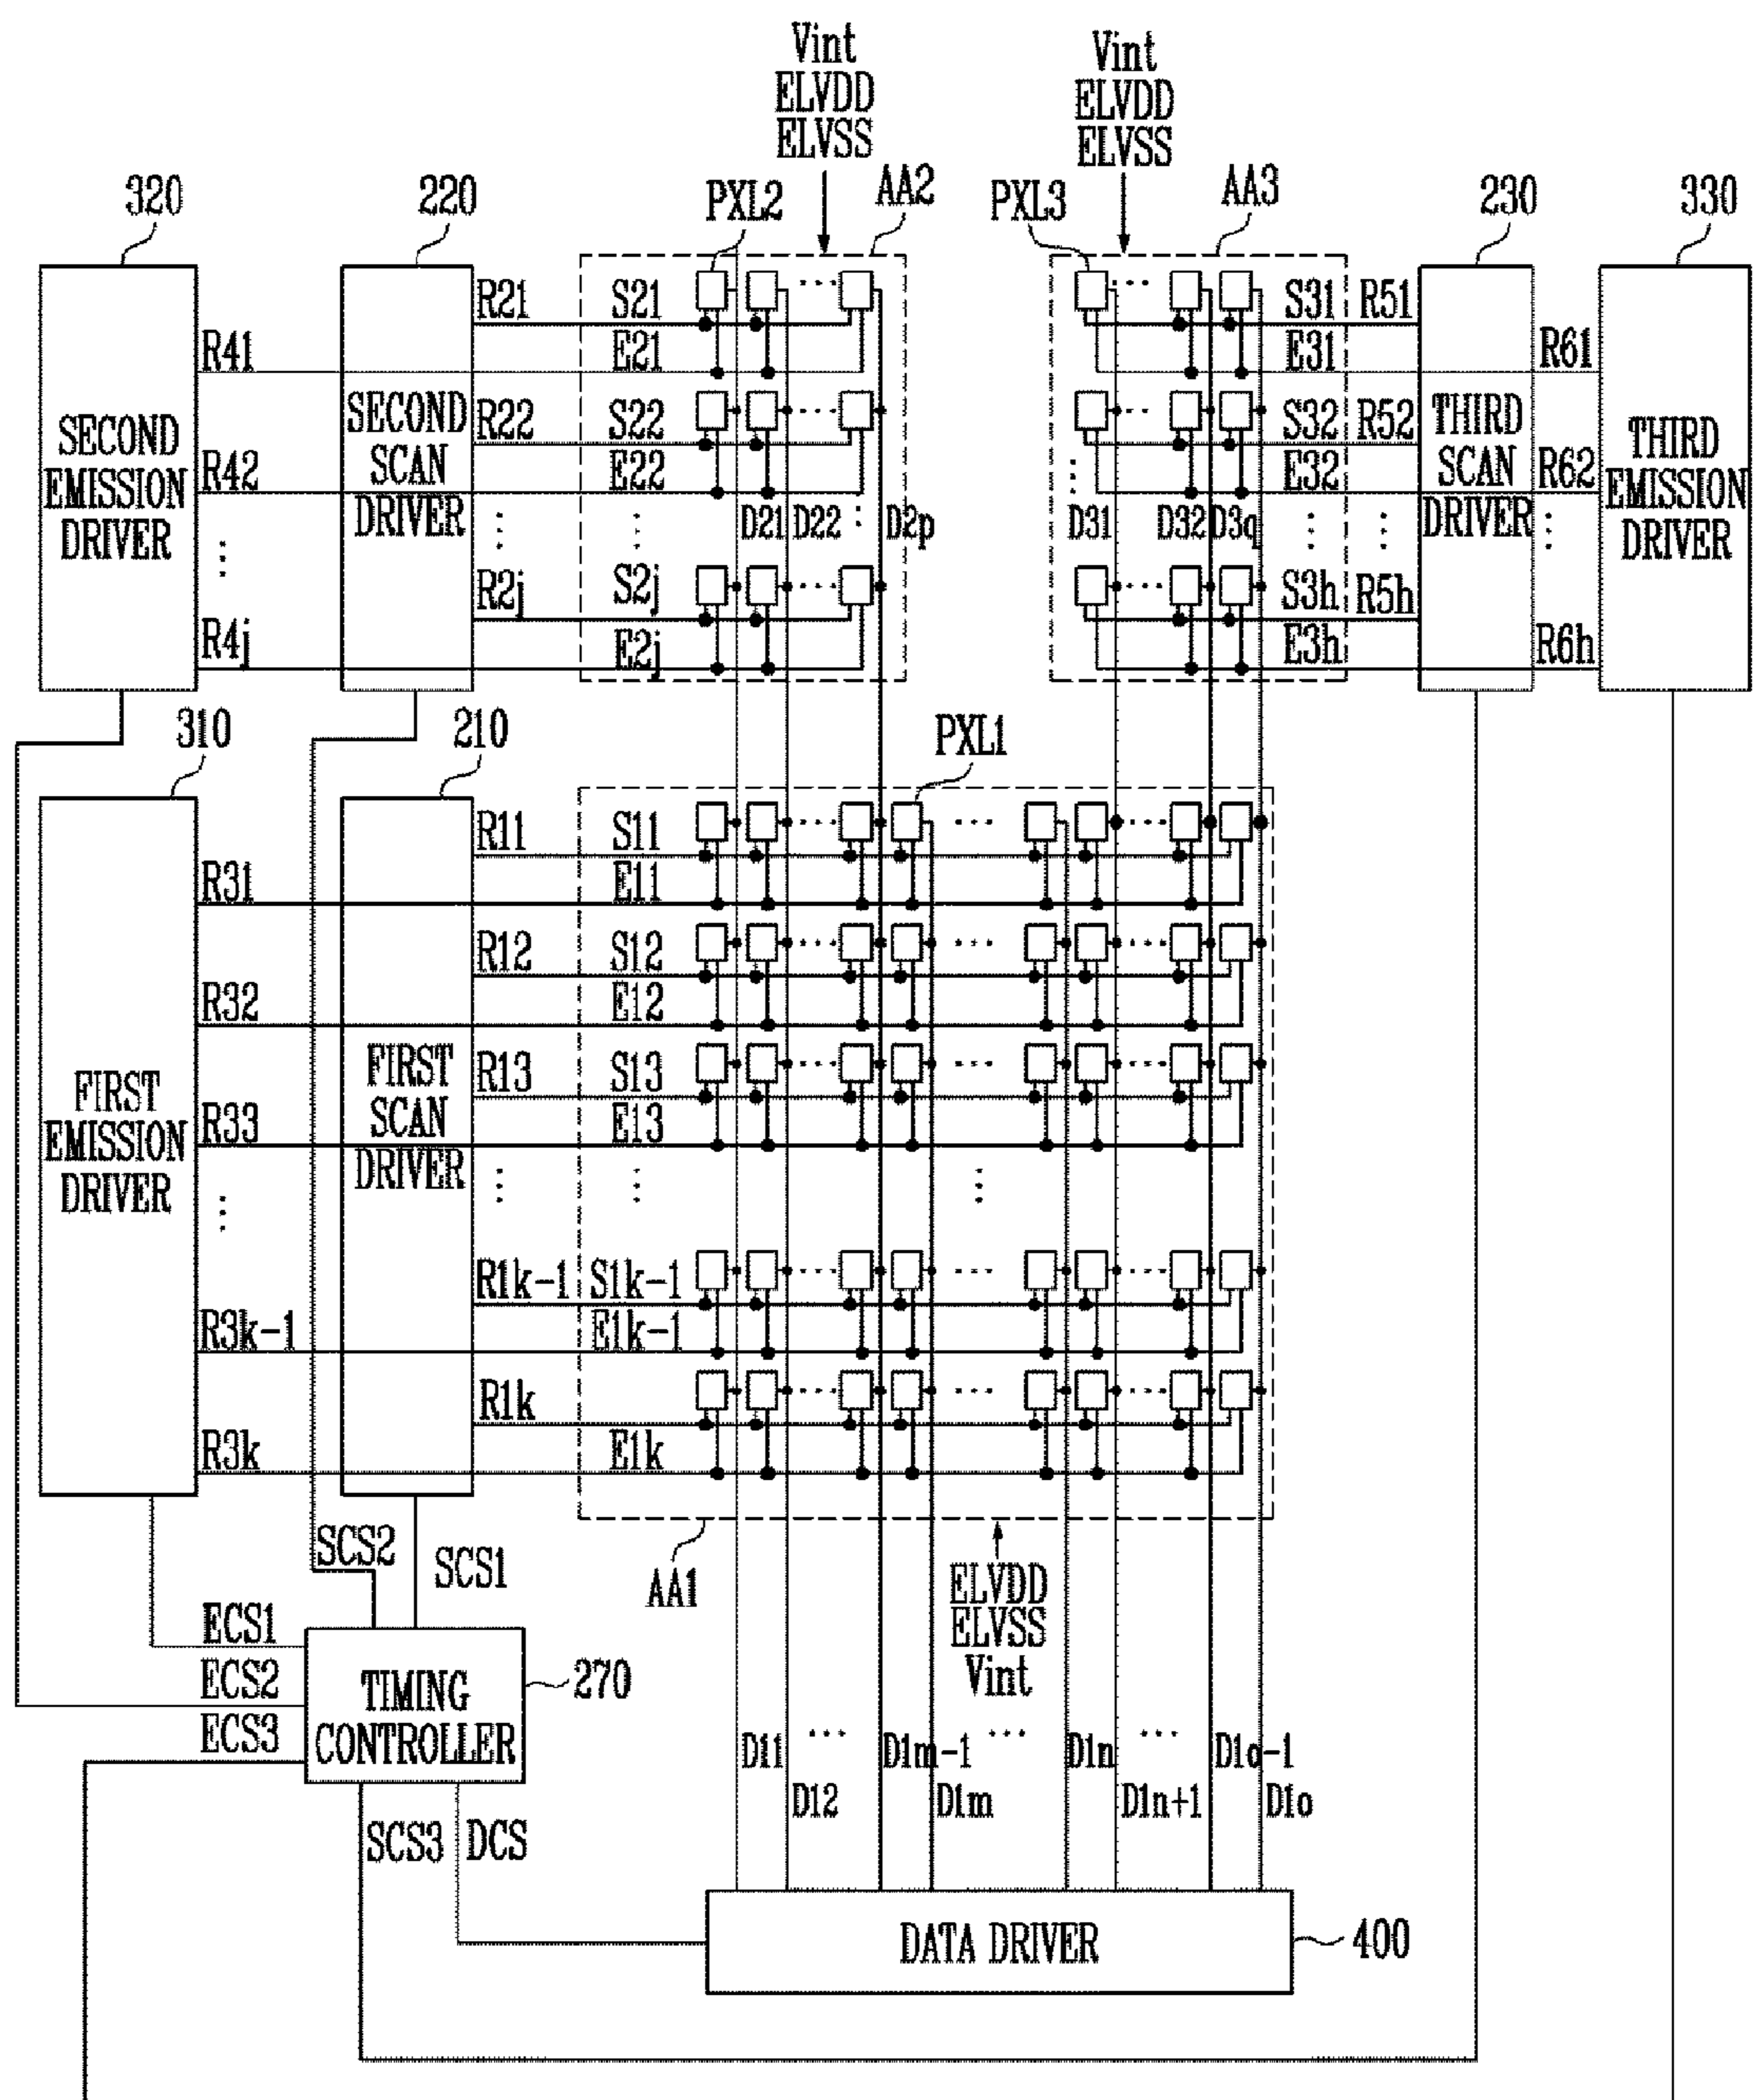 Vint
ELVDD
ELVSS
Vint
ELVDD
ELVSS
320
220
PXL2
AA2
PXL3
AA3
230
330
R21
S21
S31
R51
R41
E21
E31
R61
SECOND
EMISSION
DRIVER
SECOND
SCAN
DRIVER
THIRD
SCAN
DRIVER
THIRD
EMISSION
DRIVER
R22
S22
S32
R52
R42
E22
E32
R62
D21
D22
D2p
D31
D32
D3q
R2j
S2j
S3h
R5h
R4j
E2j
E3h
R6h
310
210
PXL1
R11
S11
R31
E11
R12
S12
R32
E12
FIRST
EMISSION
DRIVER
FIRST
SCAN
DRIVER
R13
S13
R33
E13
R1k-1
S1k-1
R3k-1
E1k-1
R1k
R3k
E1k
SCS2
SCS1
AA1
ELVDD
ELVSS
Vint
ECS1
ECS2
ECS3
TIMING
CONTROLLER
270
D11
D1m-1
D1n
D1o-1
D12
D1m
D1n+1
D1o
SCS3
DCS
DATA DRIVER
400